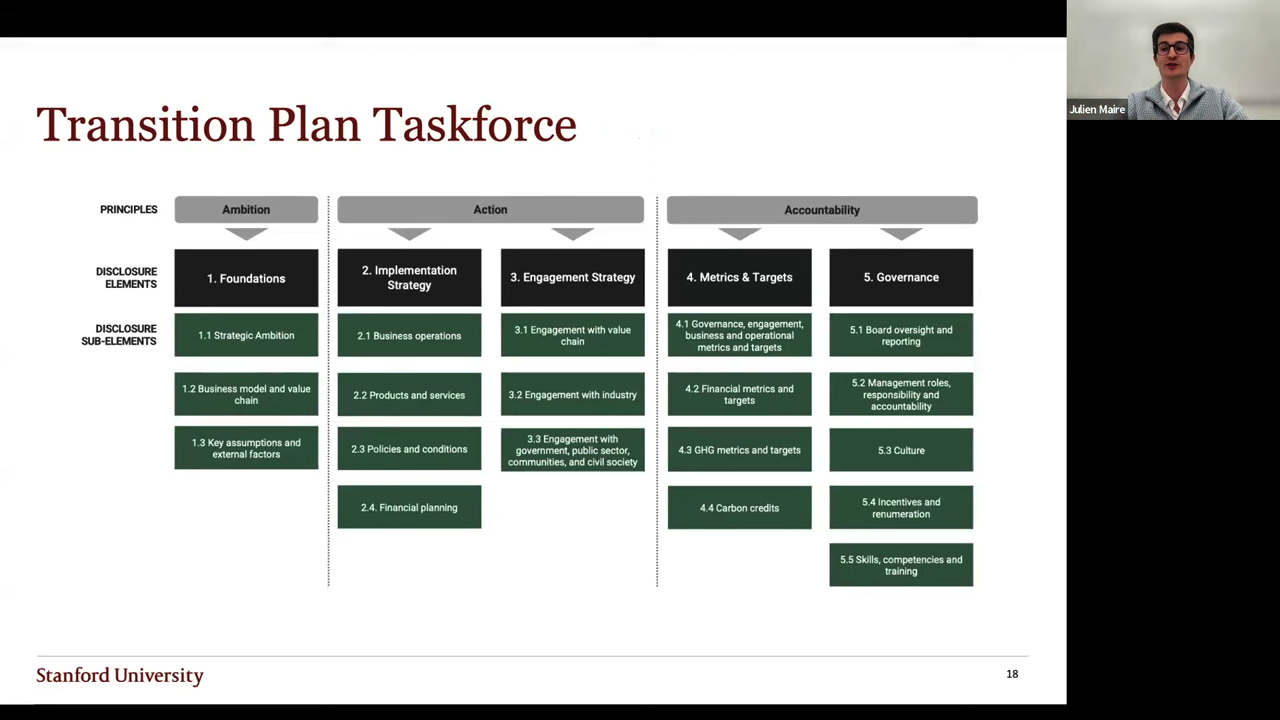 Julien Maire
Transition Plan Taskforce
PRINCIPLES
Ambition
Action
Accountability
DISCLOSURE
ELEMENTS
1. Foundations
2. Implementation
Strategy
3. Engagement Strategy
4. Metrics & Targets
5. Governance
DISCLOSURE
SUB-ELEMENTS
1.1 Strategic Ambition
2.1 Business operations
3.1 Engagement with value
chain
4.1 Governance, engagement,
business and operational
metrics and targets
5.1 Board oversight and
reporting
1.2 Business model and value
chain
2.2 Products and services
3.2 Engagement with industry
4.2 Financial metrics and
targets
5.2 Management roles,
responsibility and
accountability
1.3 Key assumptions and
external factors
2.3 Policies and conditions
3.3 Engagement with
government, public sector,
communities, and civil society
4.3 GHG metrics and targets
5.3 Culture
2.4. Financial planning
4.4 Carbon credits
5.4 Incentives and
renumeration
5.5 Skills, competencies and
training
Stanford University
18